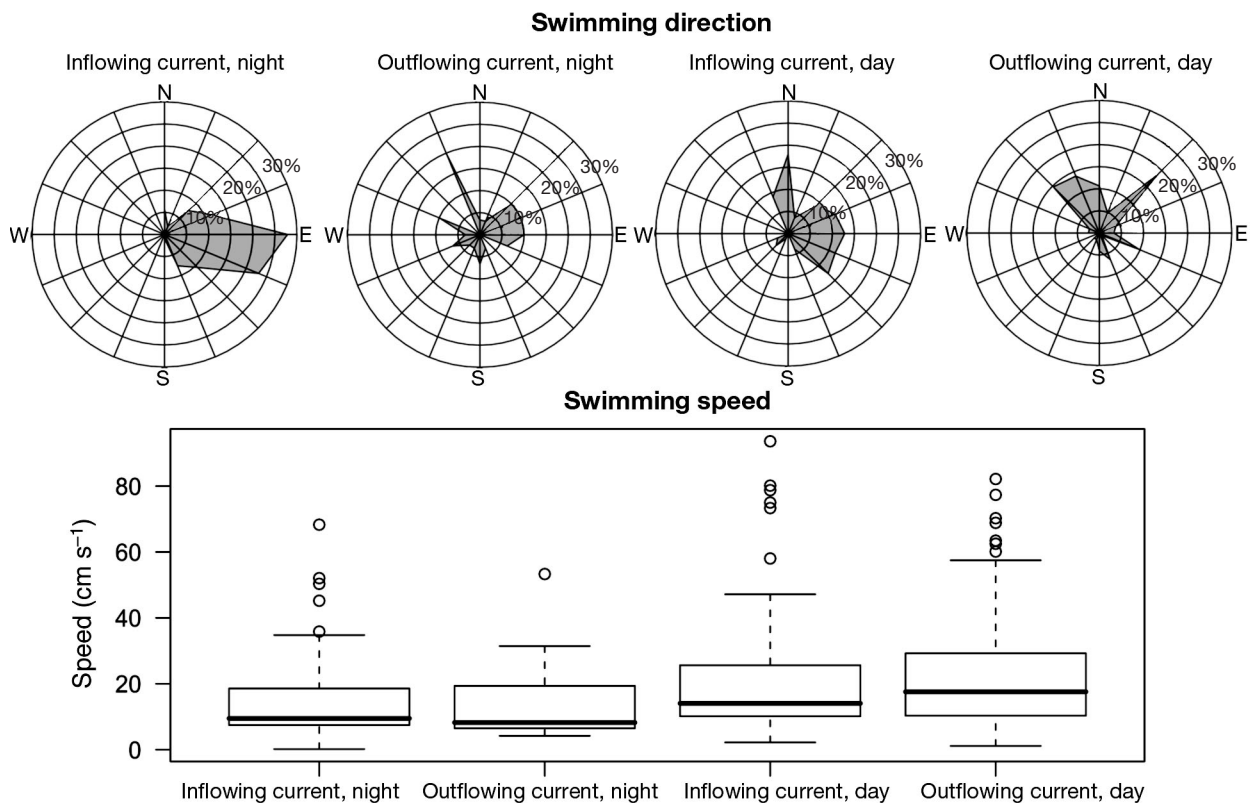 Swimming direction
Inflowing current, night Outflowing current, night Inflowing current, day Outflowing current, day
N N N N
30% 30% 30% 30%
20% 20% 20% 20%
10% 10% 10% 10%
W E W E W E W E
S S S S
Swimming speed
80
60
40
20
0
Speed (cm s⁻¹)
Inflowing current, night Outflowing current, night Inflowing current, day Outflowing current, day